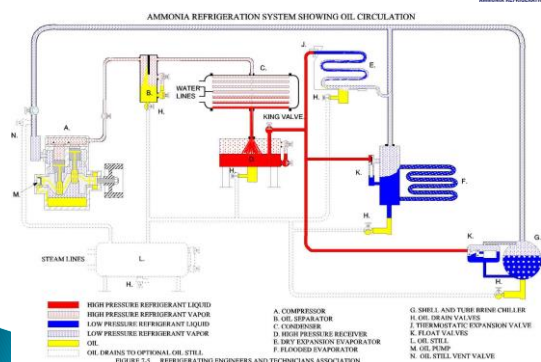 AMMONIA REFRIGERATION SYSTEM SHOWING OIL CIRCULATION
J.
E.
C.
WATER
LINES
B.
H.
H.
KING VALVE
N.
A.
D.
H.
K.
F.
M.
H.
K.
G.
STEAM LINES
L.
H.
H.
HIGH PRESSURE REFRIGERANT LIQUID
HIGH PRESSURE REFRIGERANT VAPOR
LOW PRESSURE REFRIGERANT LIQUID
LOW PRESSURE REFRIGERANT VAPOR
OIL
OIL DRAINS TO OPTIONAL OIL STILL
A. COMPRESSOR
B. OIL SEPARATOR
C. CONDENSER
D. HIGH PRESSURE RECEIVER
E. DRY EXPANSION EVAPORATOR
F. FLOODED EVAPORATOR
G. SHELL AND TUBE BRINE CHILLER
H. OIL DRAIN VALVES
J. THERMOSTATIC EXPANSION VALVE
K. FLOAT VALVES
L. OIL STILL
M. OIL PUMP
N. OIL STILL VENT VALVE
FIGURE 7-5 REFRIGERATING ENGINEERS AND TECHNICIANS ASSOCIATION